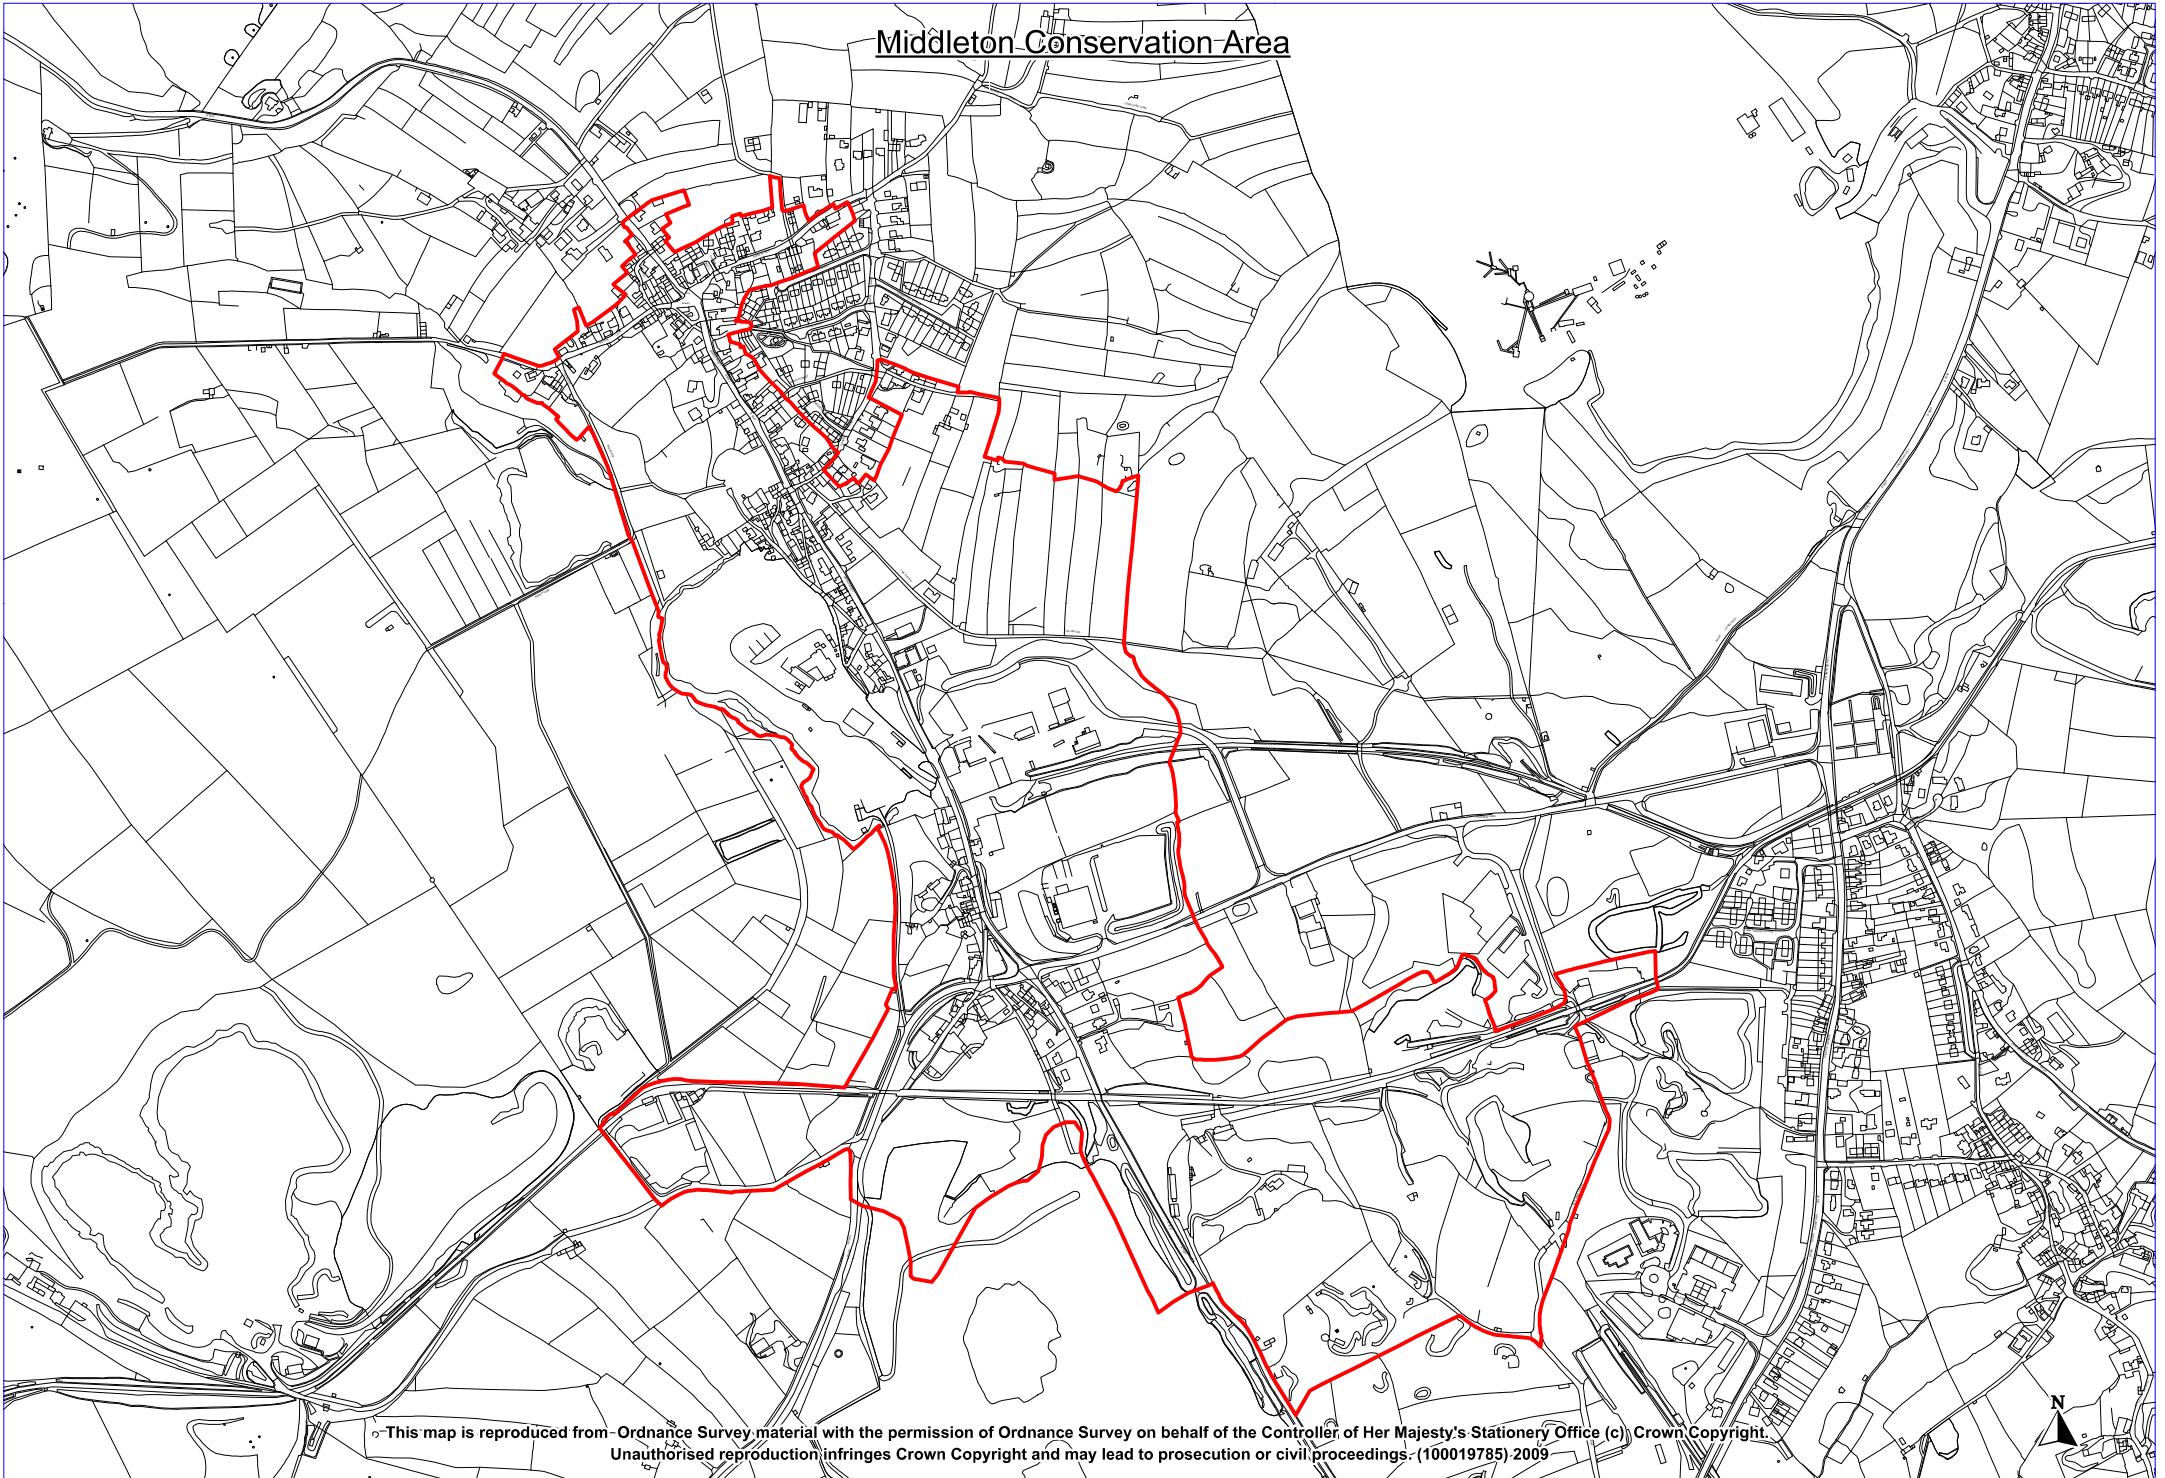 Middleton Conservation Area
N
This map is reproduced from Ordnance Survey material with the permission of Ordnance Survey on behalf of the Controller of Her Majesty's Stationery Office (c) Crown Copyright.
Unauthorised reproduction infringes Crown Copyright and may lead to prosecution or civil proceedings. (100019785) 2009